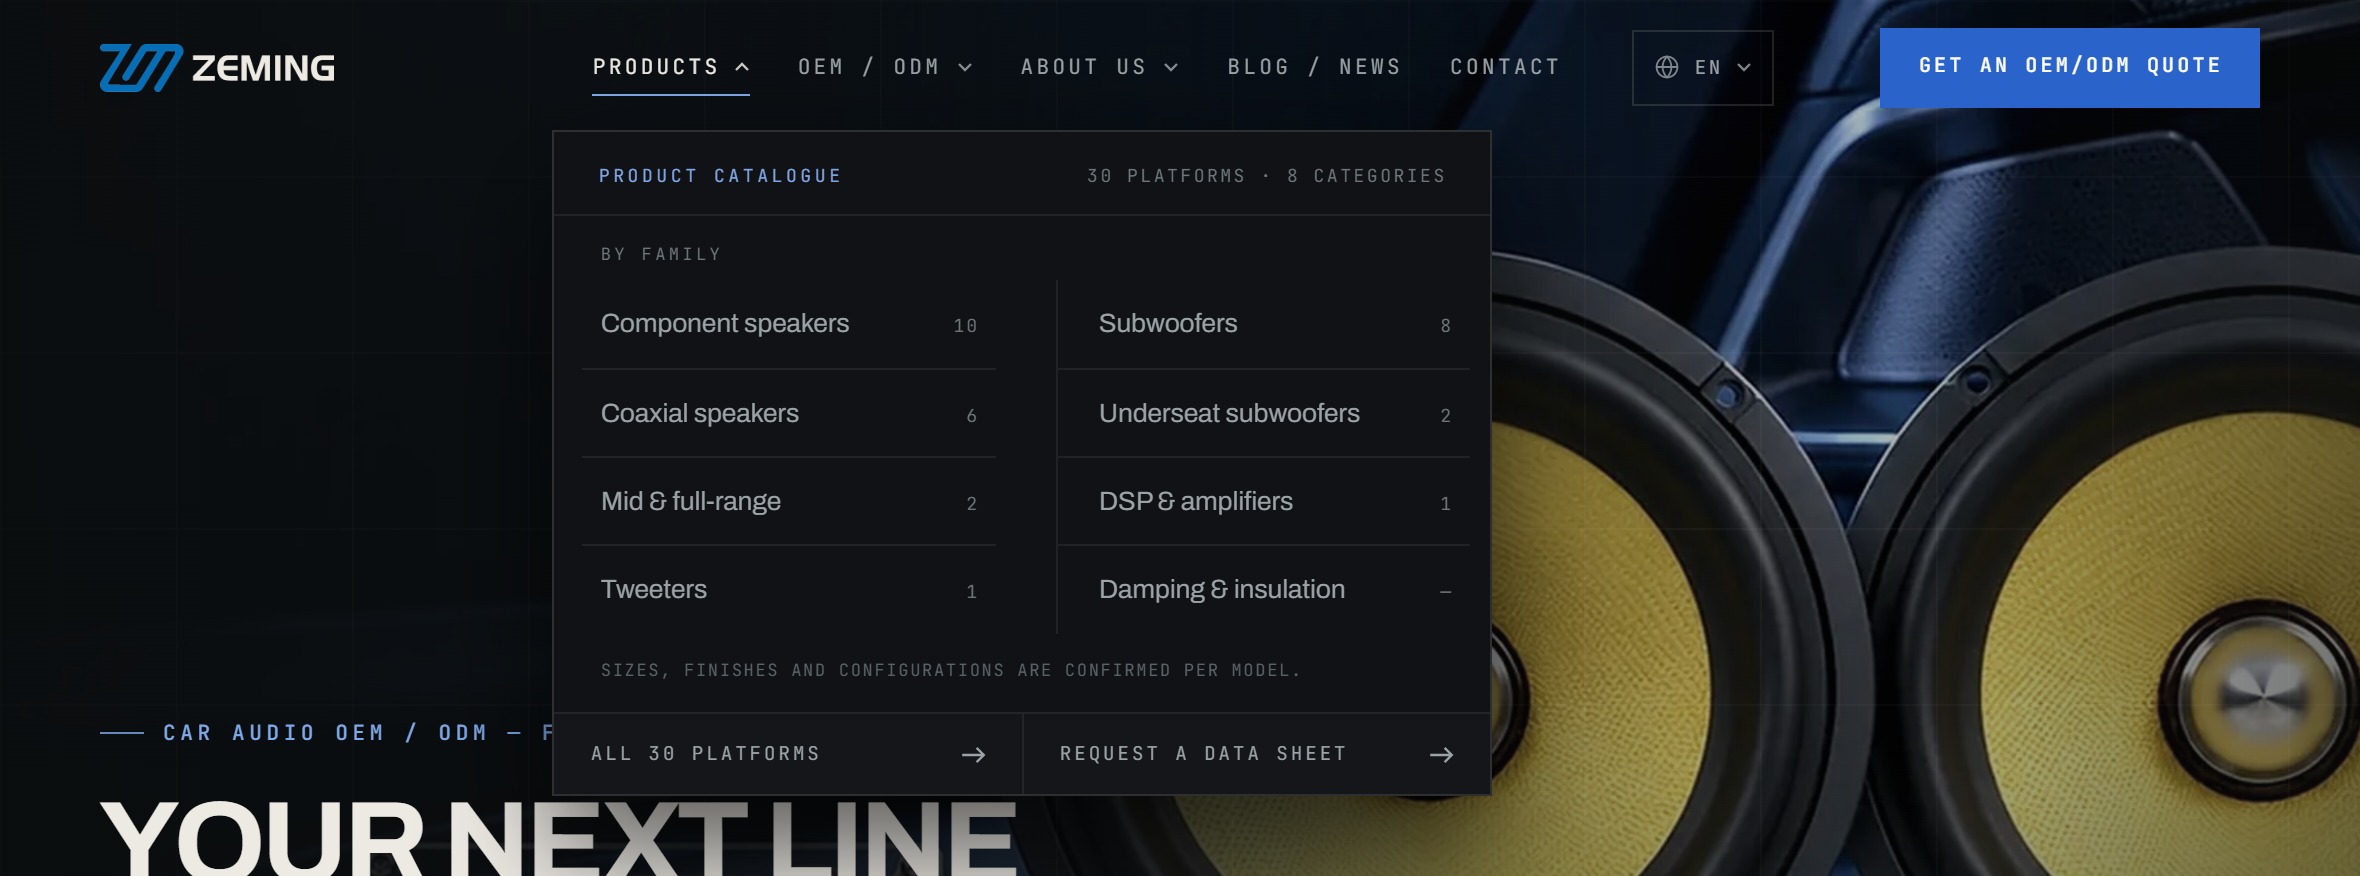 ZEMING
PRODUCTS
OEM / ODM
ABOUT US
BLOG / NEWS
CONTACT
EN
GET AN OEM/ODM QUOTE
PRODUCT CATALOGUE
30 PLATFORMS · 8 CATEGORIES
BY FAMILY
Component speakers 10
Subwoofers 8
Coaxial speakers 6
Underseat subwoofers 2
Mid & full-range 2
DSP & amplifiers 1
Tweeters 1
Damping & insulation –
SIZES, FINISHES AND CONFIGURATIONS ARE CONFIRMED PER MODEL.
ALL 30 PLATFORMS →
REQUEST A DATA SHEET →
CAR AUDIO OEM / ODM — F
YOUR NEXT LINE